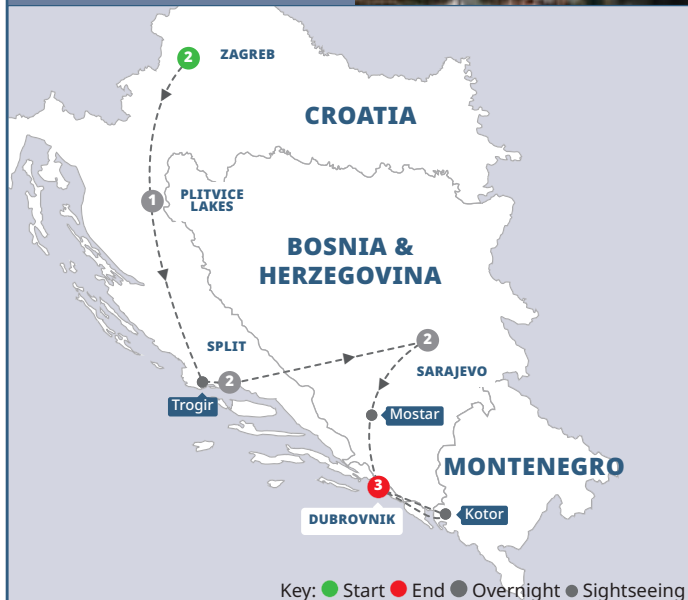 2 ZAGREB
CROATIA
1 PLITVICE
LAKES
BOSNIA &
HERZEGOVINA
SPLIT
2
2
SARAJEVO
Trogir
Mostar
MONTENEGRO
3
DUBROVNIK
Kotor
Key: Start End Overnight Sightseeing